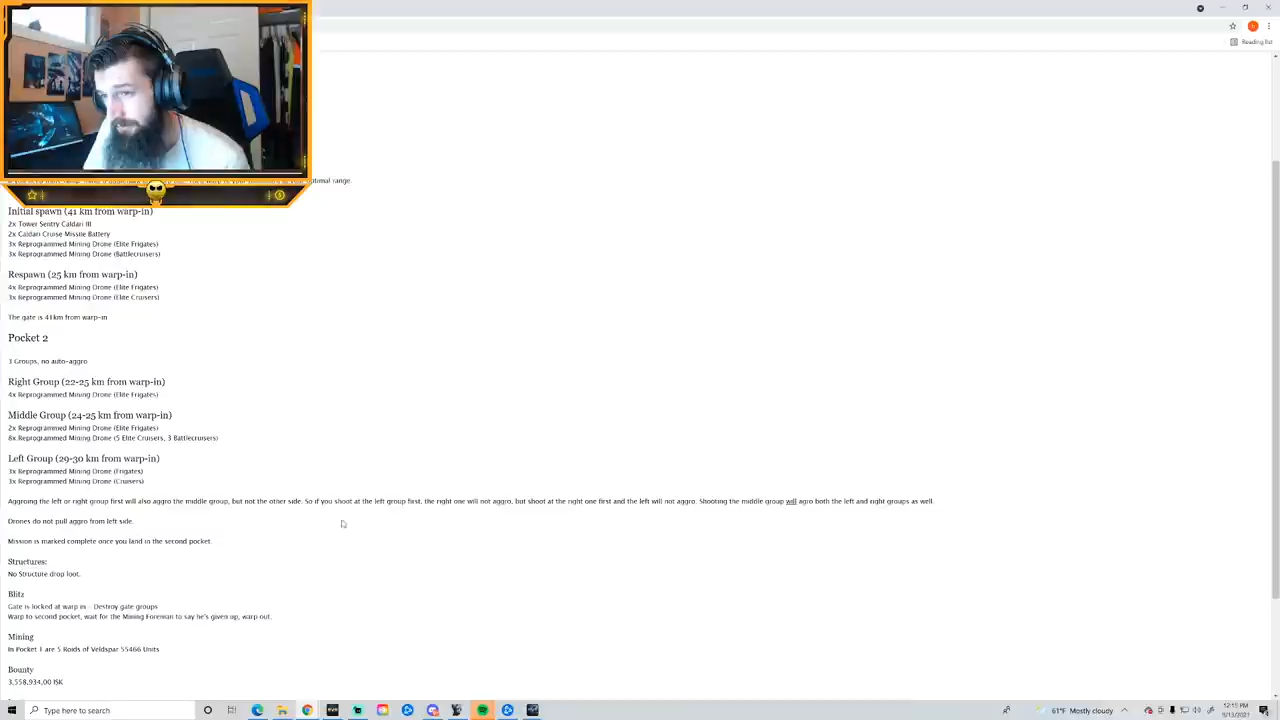 Reading list
optimal range.
Initial spawn (41 km from warp-in)
2x Tower Sentry Caldari III
2x Caldari Cruise Missile Battery
3x Reprogrammed Mining Drone (Elite Frigates)
3x Reprogrammed Mining Drone (Battlecruisers)
Respawn (25 km from warp-in)
4x Reprogrammed Mining Drone (Elite Frigates)
3x Reprogrammed Mining Drone (Elite Cruisers)
The gate is 41km from warp-in
Pocket 2
3 Groups, no auto-aggro
Right Group (22-25 km from warp-in)
4x Reprogrammed Mining Drone (Elite Frigates)
Middle Group (24-25 km from warp-in)
2x Reprogrammed Mining Drone (Elite Frigates)
8x Reprogrammed Mining Drone (5 Elite Cruisers, 3 Battlecruisers)
Left Group (29-30 km from warp-in)
3x Reprogrammed Mining Drone (Frigates)
3x Reprogrammed Mining Drone (Cruisers)
Aggroing the left or right group first will also aggro the middle group, but not the other side. So if you shoot at the left group first, the right one will not aggro, but shoot at the right one first and the left will not aggro. Shooting the middle group will agro both the left and right groups as well.
Drones do not pull aggro from left side.
Mission is marked complete once you land in the second pocket.
Structures:
No Structure drop loot.
Blitz
Gate is locked at warp in - Destroy gate groups
Warp to second pocket, wait for the Mining Foreman to say he's given up, warp out.
Mining
In Pocket 1 are 5 Roids of Veldspar 55466 Units
Bounty
3,558,934,00 ISK
Type here to search
61°F Mostly cloudy
12:15 PM
9/13/2021